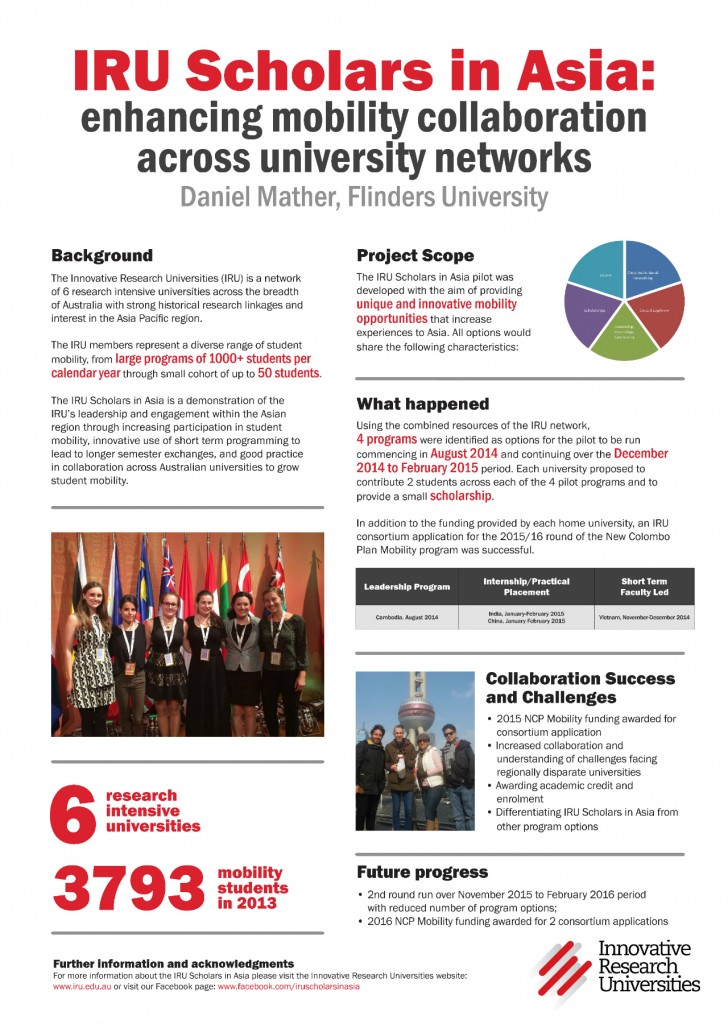 IRU Scholars in Asia:
enhancing mobility collaboration
across university networks
Daniel Mather, Flinders University
Background
The Innovative Research Universities (IRU) is a network
of 6 research intensive universities across the breadth
of Australia with strong historical research linkages and
interest in the Asia Pacific region.
The IRU members represent a diverse range of student
mobility, from large programs of 1000+ students per
calendar year through small cohort of up to 50 students.
The IRU Scholars in Asia is a demonstration of the
IRU's leadership and engagement within the Asian
region through increasing participation in student
mobility, innovative use of short term programming to
lead to longer semester exchanges, and good practice
in collaboration across Australian universities to grow
student mobility.
6 research
intensive
universities
3793 mobility
students
in 2013
Project Scope
The IRU Scholars in Asia pilot was
developed with the aim of providing
unique and innovative mobility
opportunities that increase
experiences to Asia. All options would
share the following characteristics:
Scholarships
What happened
Using the combined resources of the IRU network,
4 programs were identified as options for the pilot to be run
commencing in August 2014 and continuing over the December
2014 to February 2015 period. Each university proposed to
contribute 2 students across each of the 4 pilot programs and to
provide a small scholarship.
In addition to the funding provided by each home university, an IRU
consortium application for the 2015/16 round of the New Colombo
Plan Mobility program was successful.
Leadership Program
Internship/Practical
Placement
Short Term
Faculty Led
Cambodia, August 2014
India, January-February 2015
China, January February 2015
Vietnam, November-December 2014
Collaboration Success
and Challenges
• 2015 NCP Mobility funding awarded for
consortium application
• Increased collaboration and
understanding of challenges facing
regionally disparate universities
• Awarding academic credit and
enrolment
• Differentiating IRU Scholars in Asia from
other program options
Future progress
• 2nd round run over November 2015 to February 2016 period
with reduced number of program options;
• 2016 NCP Mobility funding awarded for 2 consortium applications
Further information and acknowledgments
For more information about the IRU Scholars in Asia please visit the Innovative Research Universities website:
www.iru.edu.au or visit our Facebook page: www.facebook.com/iruscholarsinasia
Innovative
Research
Universities